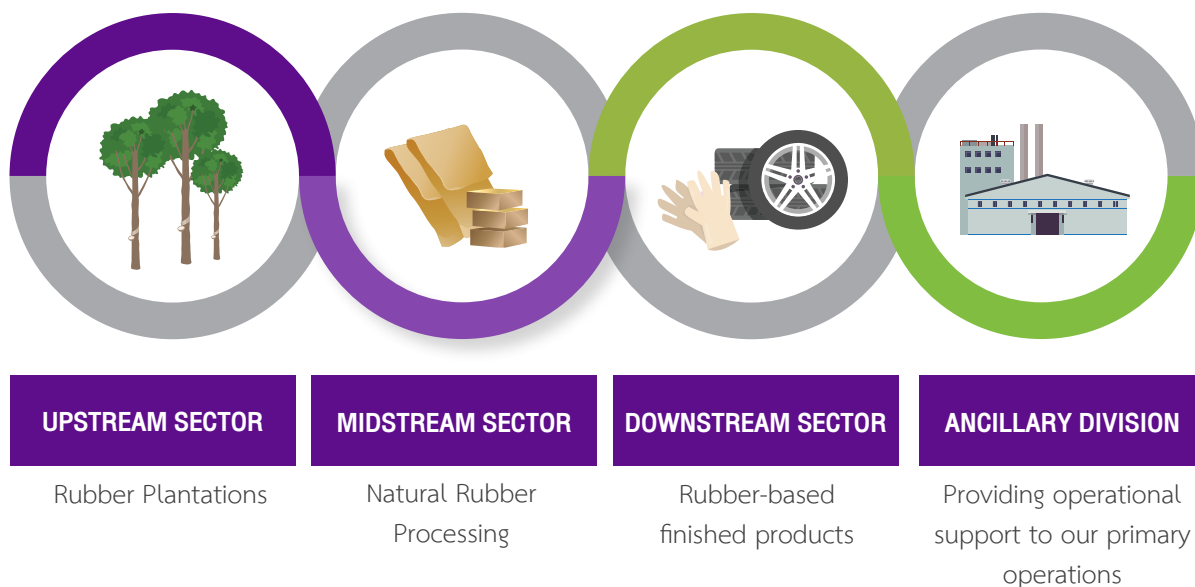 UPSTREAM SECTOR
Rubber Plantations
MIDSTREAM SECTOR
Natural Rubber
Processing
DOWNSTREAM SECTOR
Rubber-based
finished products
ANCILLARY DIVISION
Providing operational
support to our primary
operations